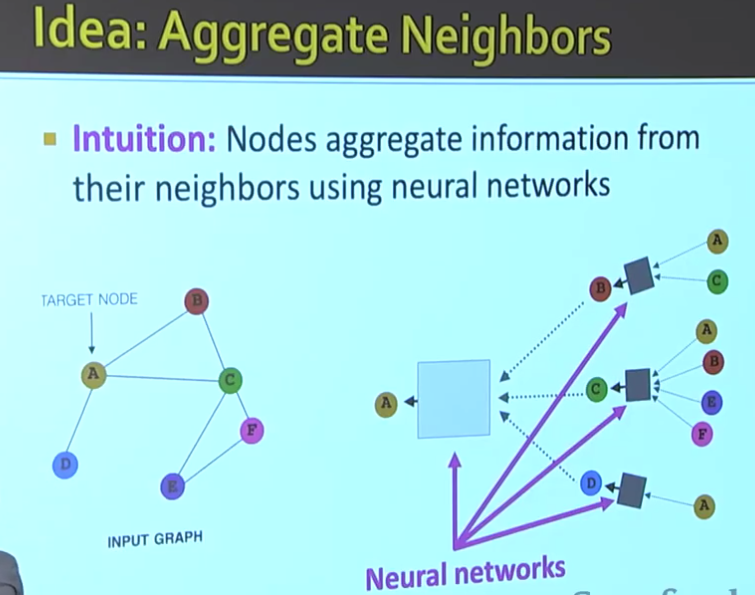 Idea: Aggregate Neighbors
Intuition: Nodes aggregate information from
their neighbors using neural networks
TARGET NODE
B
A
C
F
D
E
INPUT GRAPH
A
B
A
C
C
A
B
E
F
D
A
Neural networks